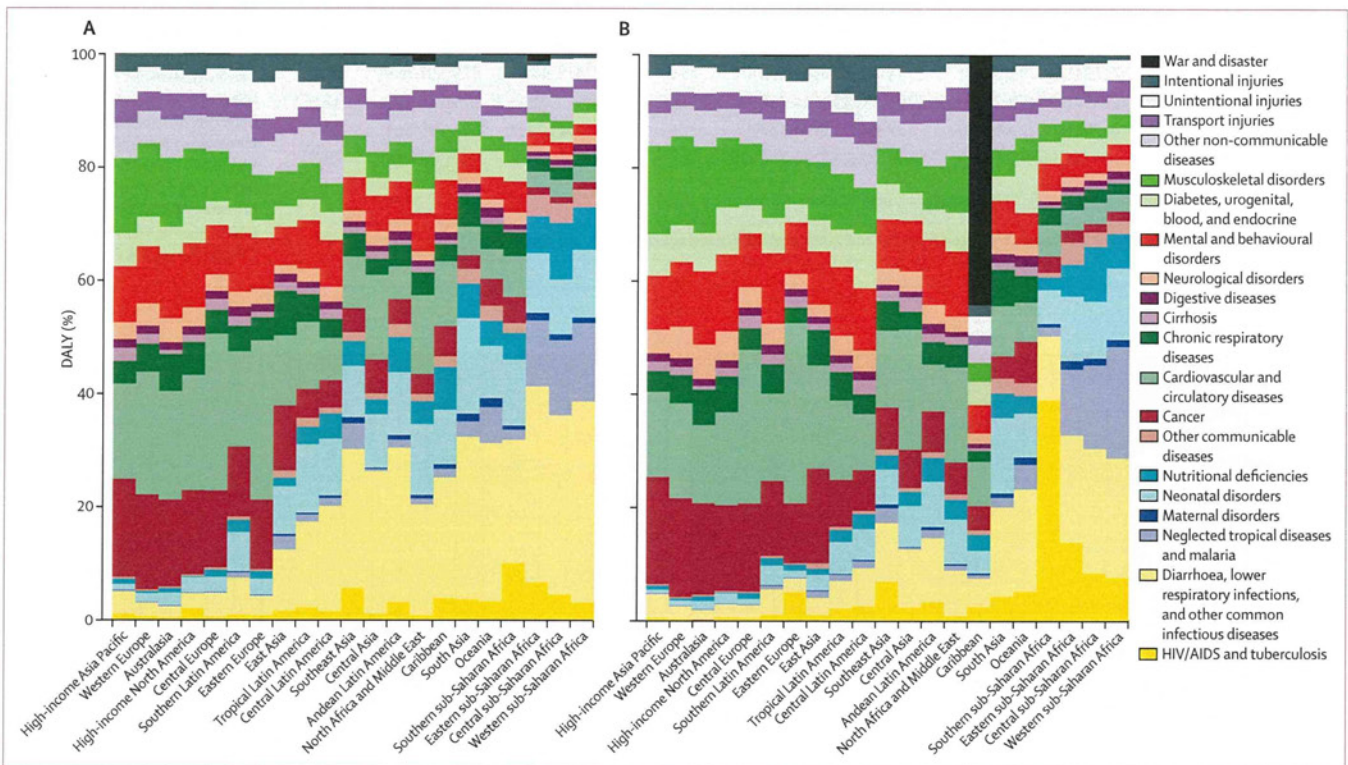 A
B
100
80
60
40
20
0
DALY (%)
High-income Asia Pacific
Western Europe
Australasia
High-income North America
Central Europe
Southern Latin America
Eastern Europe
East Asia
Tropical Latin America
Central Latin America
Southeast Asia
Central Asia
Andean Latin America
North Africa and Middle East
Caribbean
South Asia
Oceania
Southern sub-Saharan Africa
Eastern sub-Saharan Africa
Central sub-Saharan Africa
Western sub-Saharan Africa
High-income Asia Pacific
Western Europe
Australasia
High-income North America
Central Europe
Southern Latin America
Eastern Europe
East Asia
Tropical Latin America
Central Latin America
Southeast Asia
Central Asia
Andean Latin America
North Africa and Middle East
Caribbean
South Asia
Oceania
Southern sub-Saharan Africa
Eastern sub-Saharan Africa
Central sub-Saharan Africa
Western sub-Saharan Africa
War and disaster
Intentional injuries
Unintentional injuries
Transport injuries
Other non-communicable
diseases
Musculoskeletal disorders
Diabetes, urogenital,
blood, and endocrine
Mental and behavioural
disorders
Neurological disorders
Digestive diseases
Cirrhosis
Chronic respiratory
diseases
Cardiovascular and
circulatory diseases
Cancer
Other communicable
diseases
Nutritional deficiencies
Neonatal disorders
Maternal disorders
Neglected tropical diseases
and malaria
Diarrhoea, lower
respiratory infections,
and other common
infectious diseases
HIV/AIDS and tuberculosis